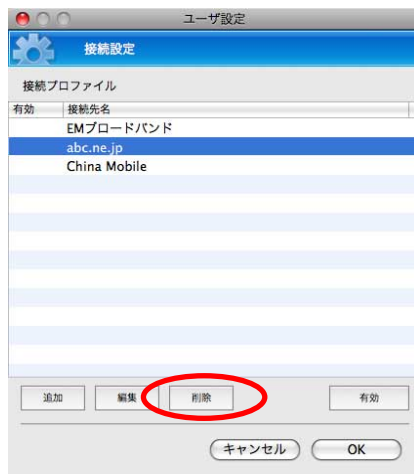 ユーザ設定
接続設定
接続プロファイル
有効 接続先名
EMブロードバンド
abc.ne.jp
China Mobile
追加 編集 削除 有効
キャンセル OK